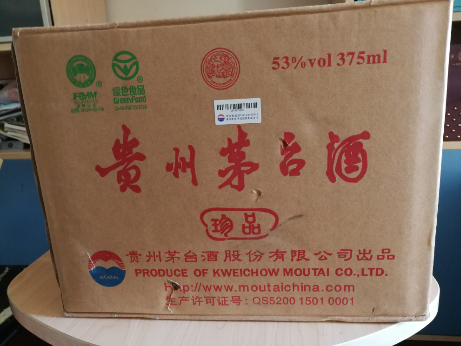 绿色食品
GreenFood
53%vol 375ml
贵州茅台酒
珍品
贵州茅台酒股份有限公司出品
PRODUCE OF KWEICHOW MOUTAI CO.,LTD.
http://www.moutaichina.com
生产许可证号: QS5200 1501 0001